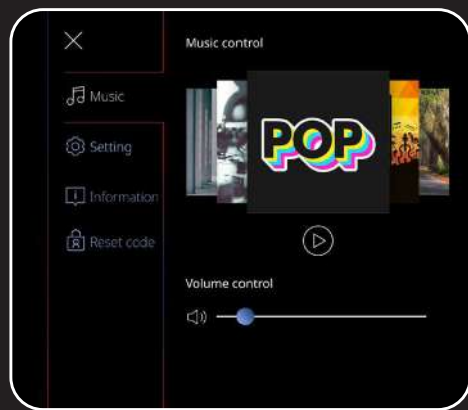 Music control
Music
POP
Setting
Information
Reset code
Volume control